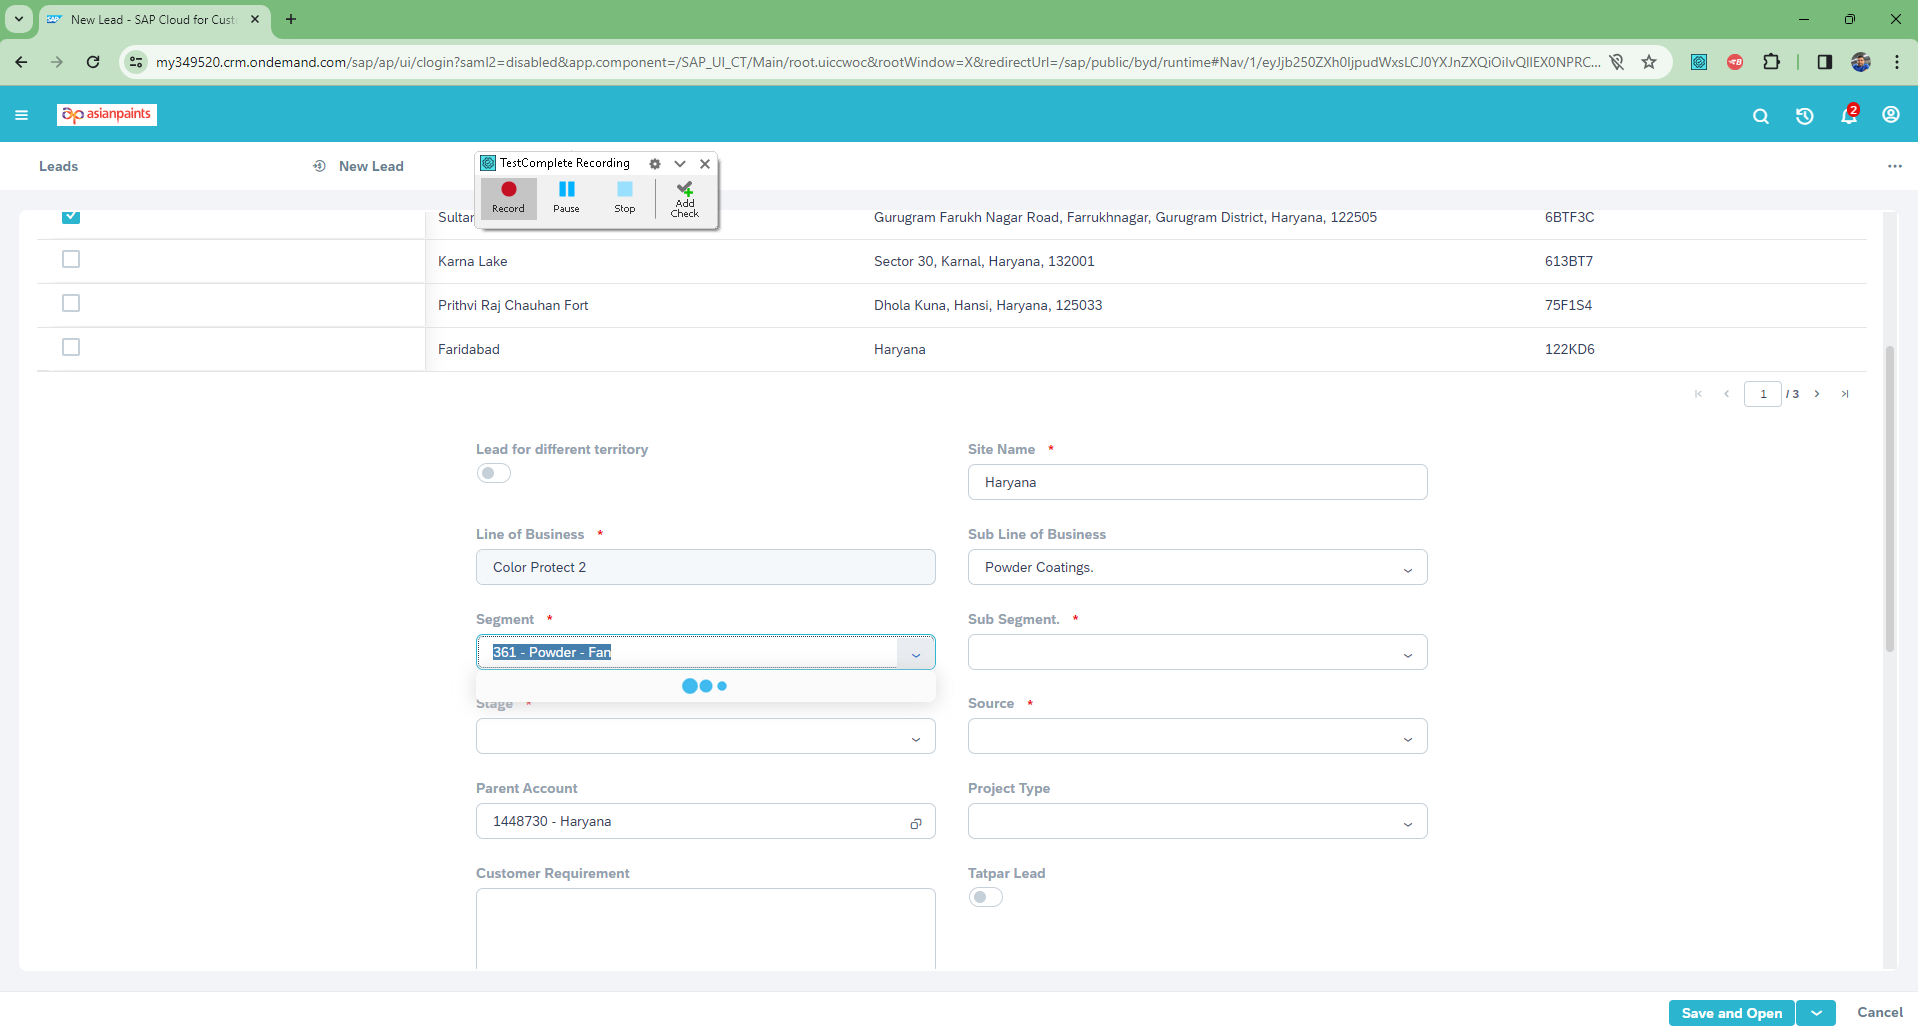 New Lead - SAP Cloud for Cust
my349520.crm.ondemand.com/sap/ap/ui/clogin?saml2=disabled&app.component=/SAP_UI_CT/Main/root.uiccwoc&rootWindow=X&redirectUrl=/sap/public/byd/runtime#Nav/1/eyJjb250ZXh0IjpudWxsLCJ0YXJnZXQiOiIvQllEX0NPRC...
asianpaints
2
Leads
New Lead
TestComplete Recording
Record
Pause
Stop
Add
Check
Sultan
Gurugram Farukh Nagar Road, Farrukhnagar, Gurugram District, Haryana, 122505
6BTF3C
Karna Lake
Sector 30, Karnal, Haryana, 132001
613BT7
Prithvi Raj Chauhan Fort
Dhola Kuna, Hansi, Haryana, 125033
75F1S4
Faridabad
Haryana
122KD6
1 / 3
Lead for different territory
Site Name *
Haryana
Line of Business *
Color Protect 2
Sub Line of Business
Powder Coatings.
Segment *
361 - Powder - Fan
Sub Segment. *
Stage *
Source *
Parent Account
1448730 - Haryana
Project Type
Customer Requirement
Tatpar Lead
Save and Open
Cancel